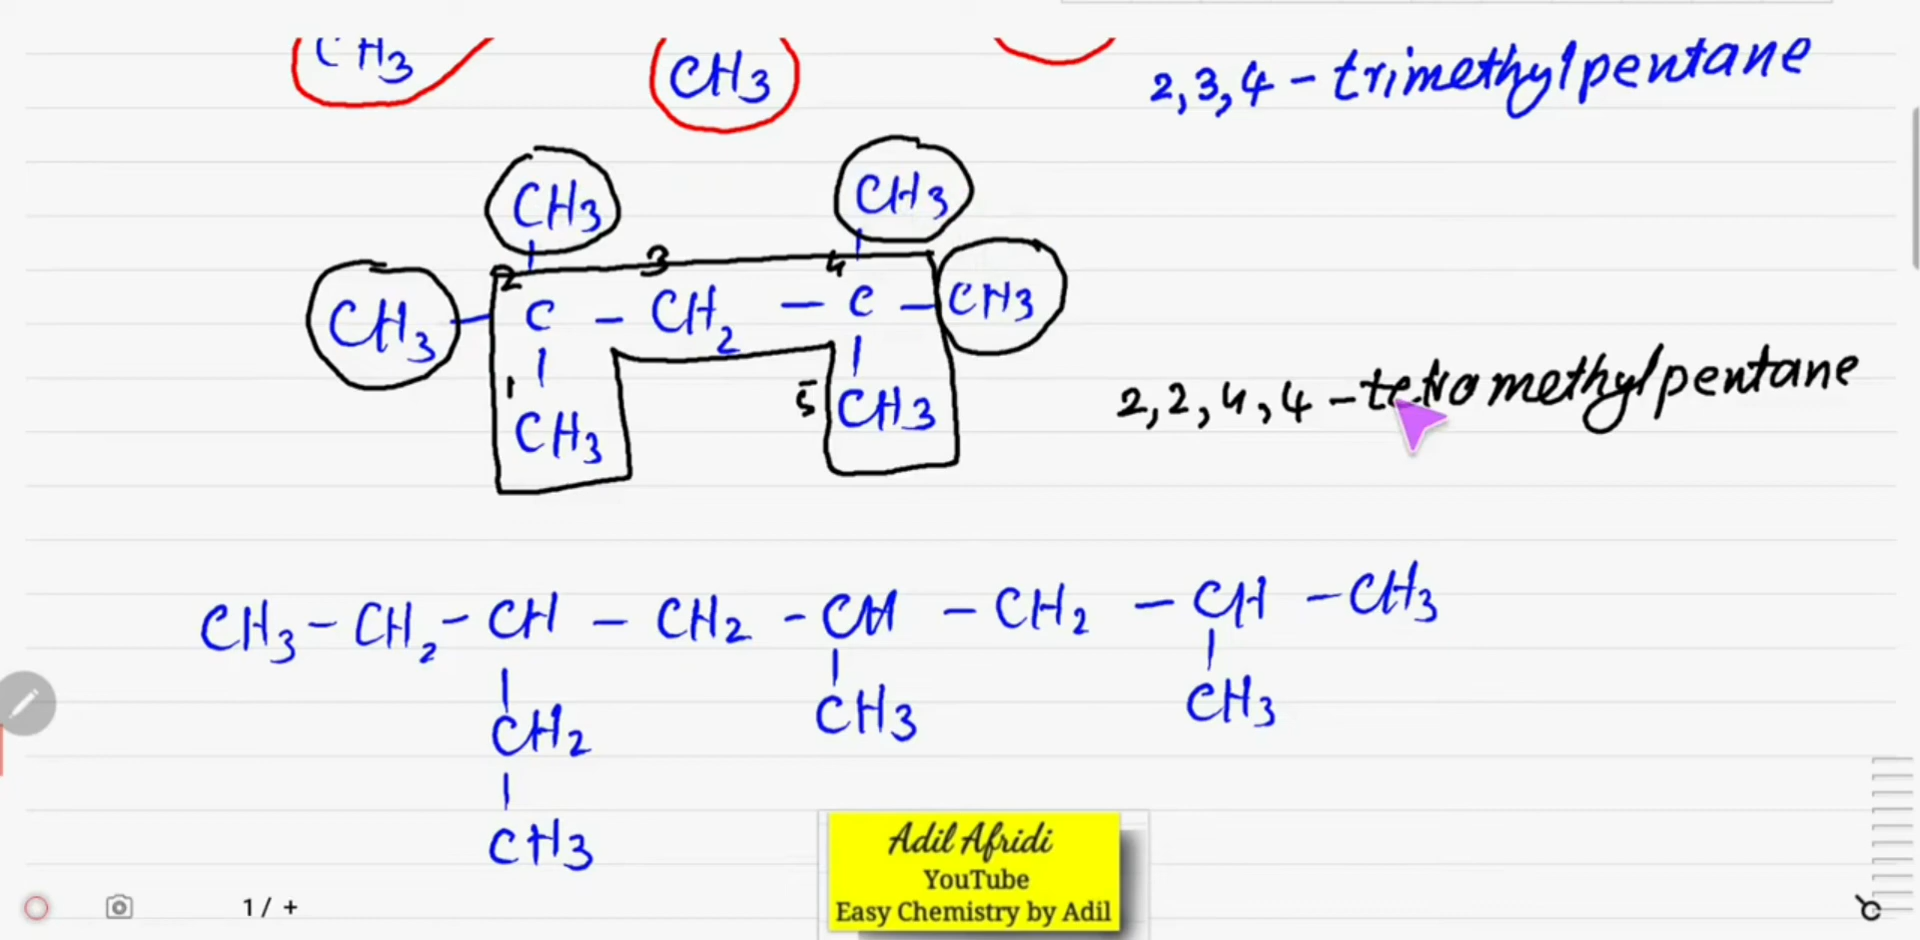 CH3
CH3
2,3,4 - trimethylpentane
CH3
CH3
2
3
4
CH3 - C - CH2 - C - CH3
1
5
CH3
CH3
2,2,4,4 - tetramethylpentane
CH3 - CH2 - CH - CH2 - CH - CH2 - CH - CH3
CH2
CH3
CH3
CH3
Adil Afridi
YouTube
Easy Chemistry by Adil
1 / +